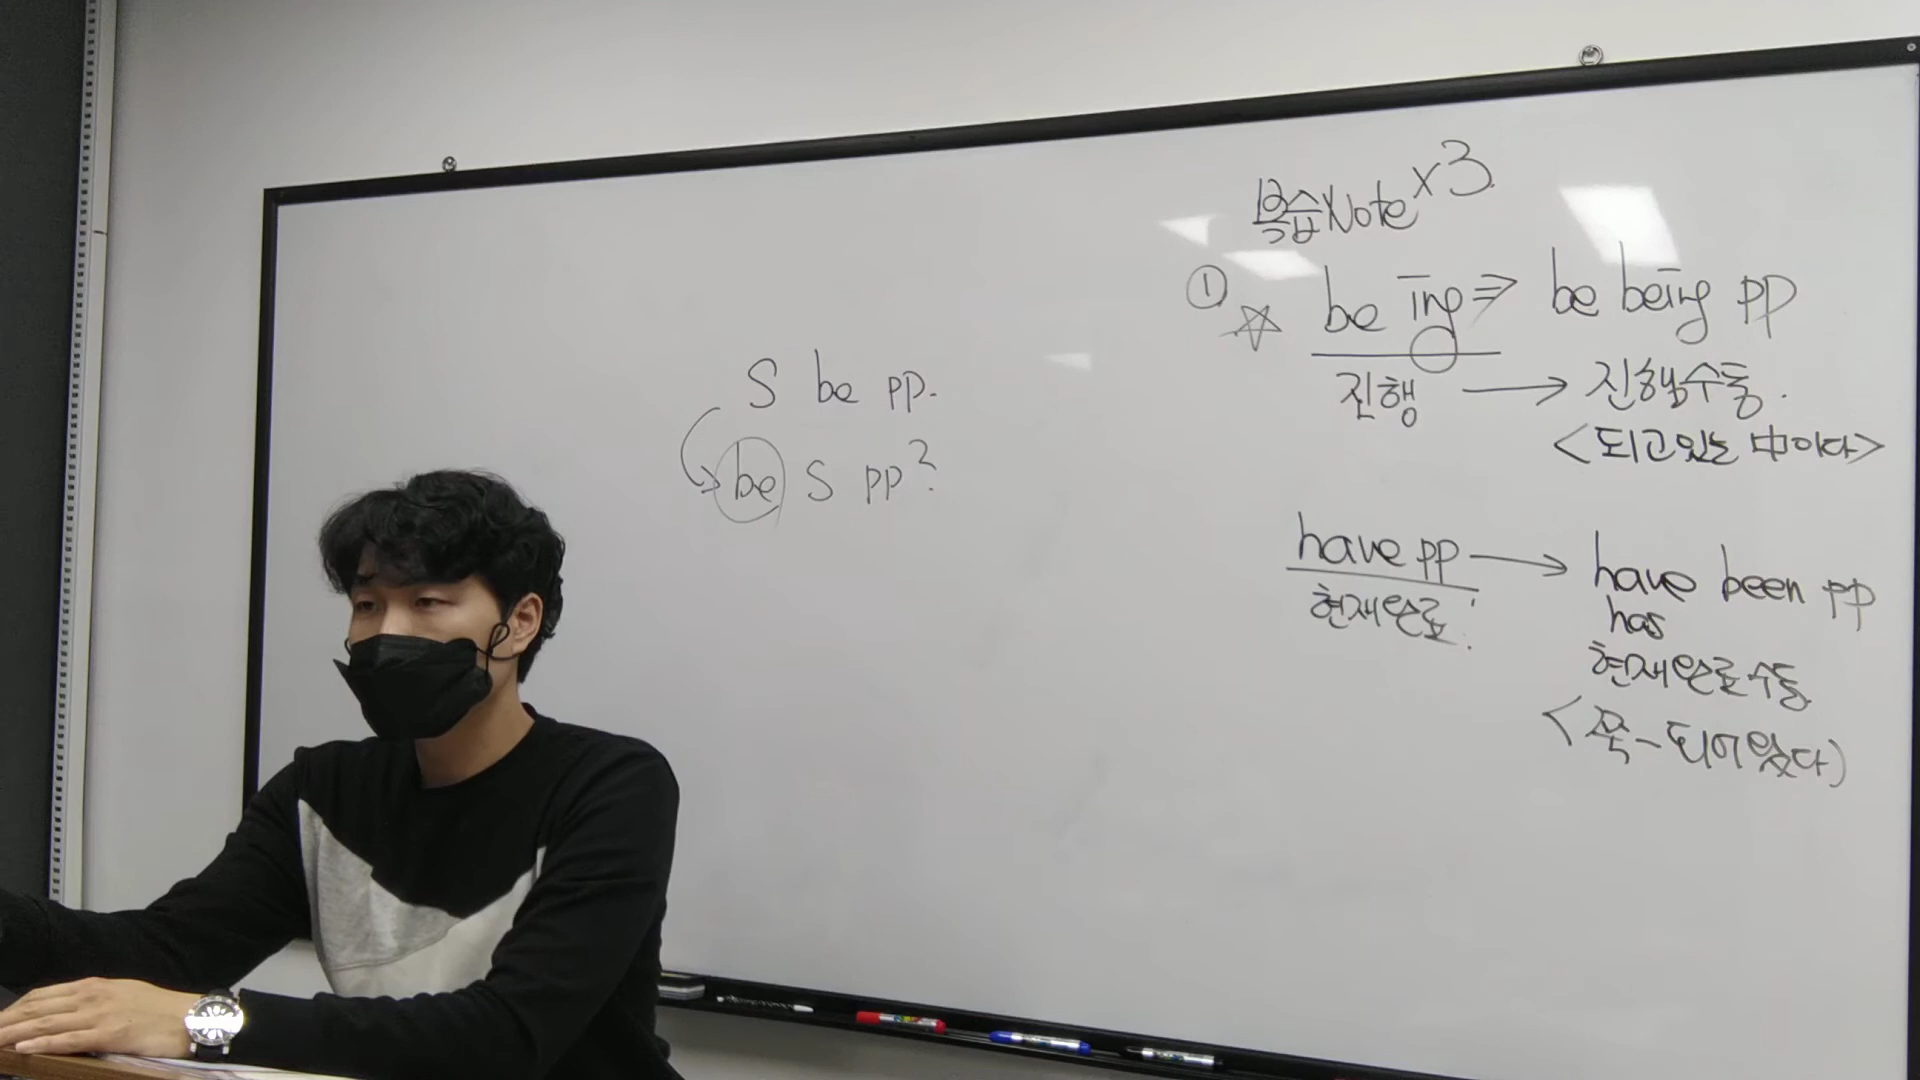 S be pp.
be S pp?
복습Note x3.
① ☆ be ing ⇒ be being pp
진행 → 진행수동.
<되고있는 中이다>
have pp → have been pp
현재완료 has
현재완료수동
<쭉-되어왔다>